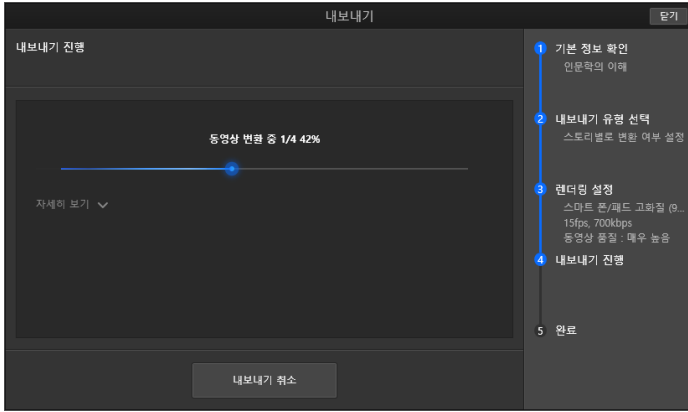 내보내기
닫기
내보내기 진행
동영상 변환 중 1/4 42%
자세히 보기
내보내기 취소
1 기본 정보 확인
인문학의 이해
2 내보내기 유형 선택
스토리별로 변환 여부 설정
3 렌더링 설정
스마트 폰/패드 고화질 (9...
15fps, 700kbps
동영상 품질 : 매우 높음
4 내보내기 진행
5 완료